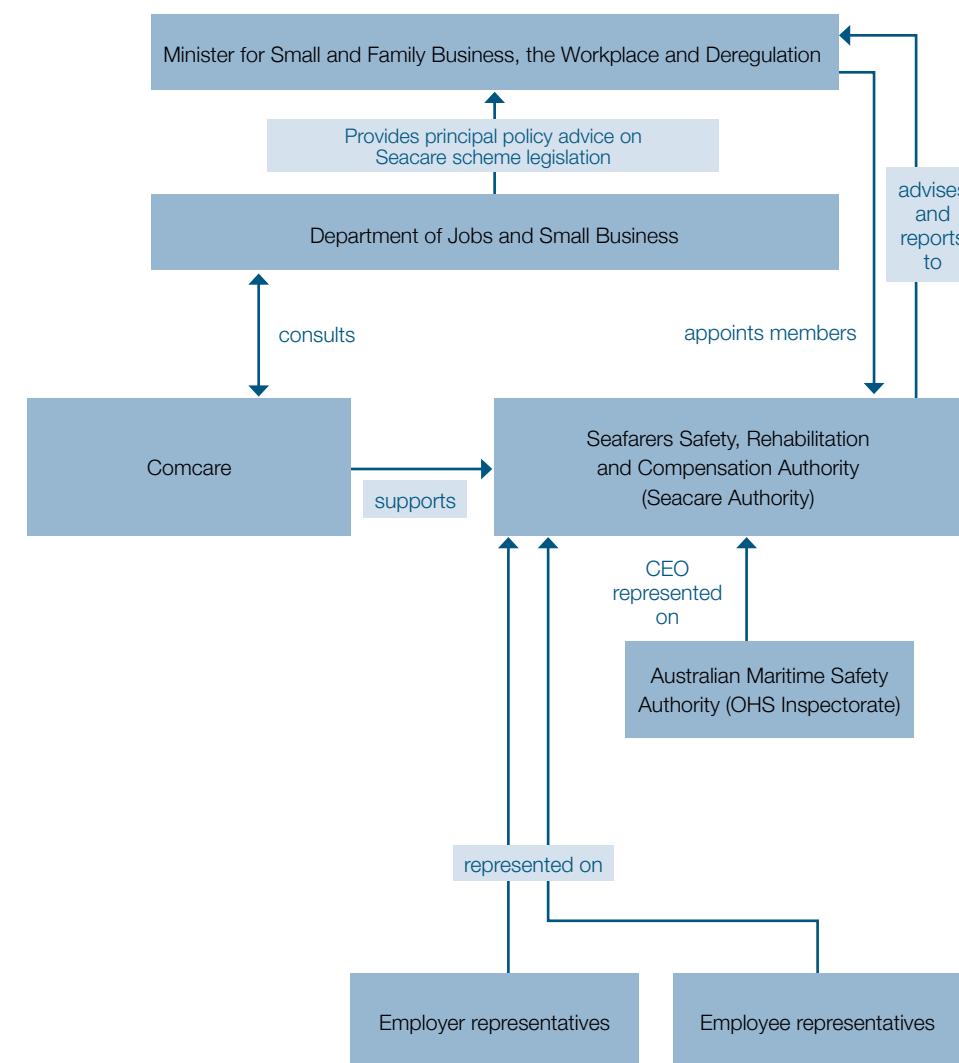 Minister for Small and Family Business, the Workplace and Deregulation
Provides principal policy advice on
Seacare scheme legislation
advises
and
reports
to
Department of Jobs and Small Business
consults
appoints members
Comcare
supports
Seafarers Safety, Rehabilitation
and Compensation Authority
(Seacare Authority)
CEO
represented
on
Australian Maritime Safety
Authority (OHS Inspectorate)
represented on
Employer representatives
Employee representatives